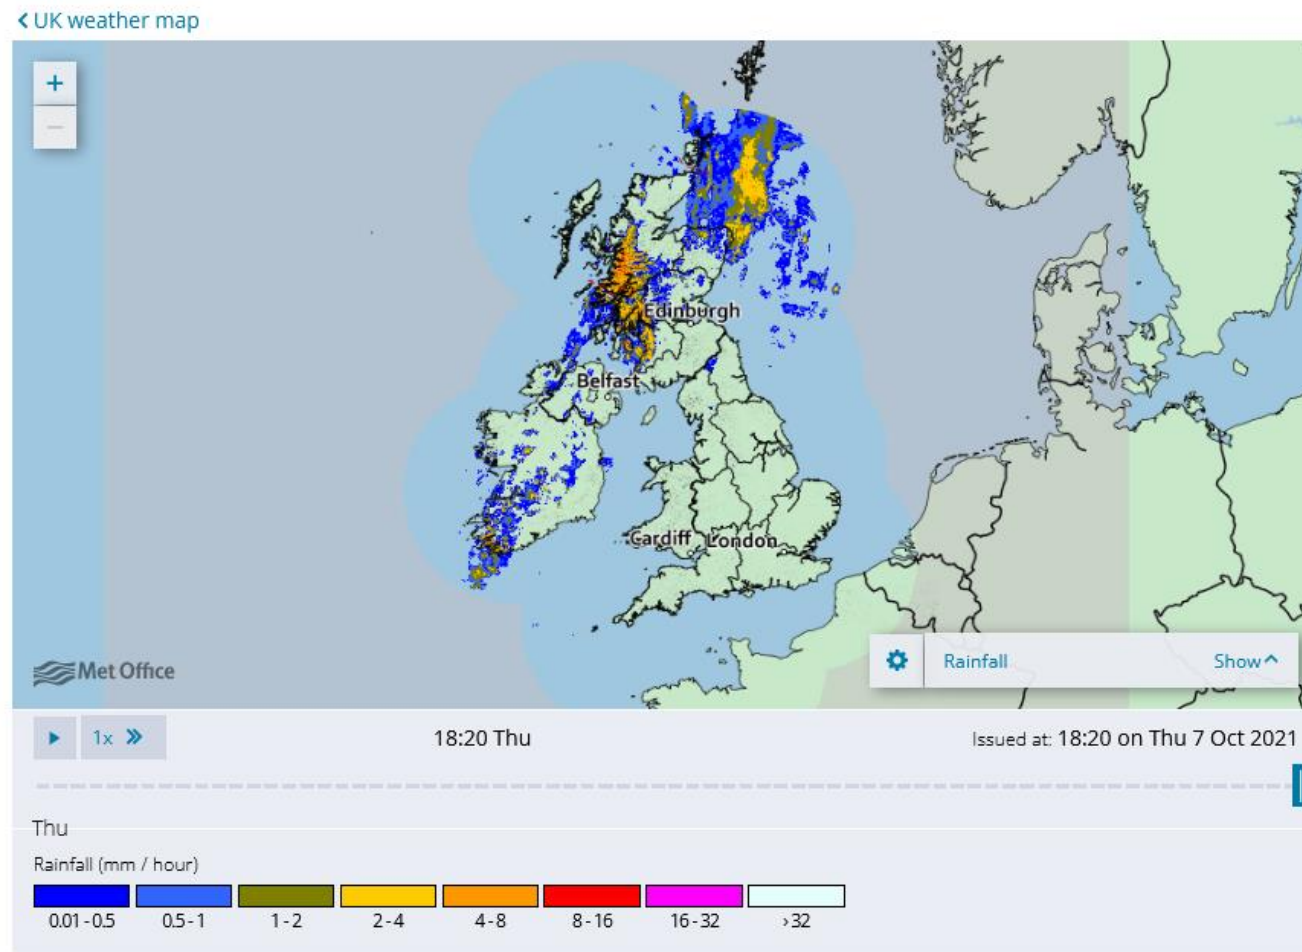 UK weather map
+
−
Edinburgh
Belfast
Cardiff
London
Met Office
Rainfall
Show
1x
18:20 Thu
Issued at: 18:20 on Thu 7 Oct 2021
Thu
Rainfall (mm / hour)
0.01 - 0.5
0.5 - 1
1 - 2
2 - 4
4 - 8
8 - 16
16 - 32
>32